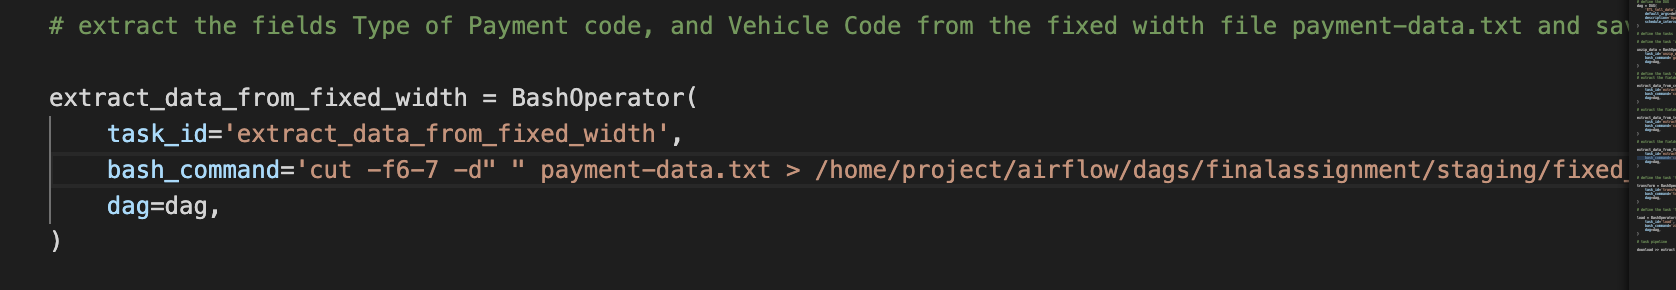 # extract the fields Type of Payment code, and Vehicle Code from the fixed width file payment-data.txt and
extract_data_from_fixed_width = BashOperator(
task_id='extract_data_from_fixed_width',
bash_command='cut -f6-7 -d" " payment-data.txt > /home/project/airflow/dags/finalassignment/staging/fixed_
dag=dag,
)